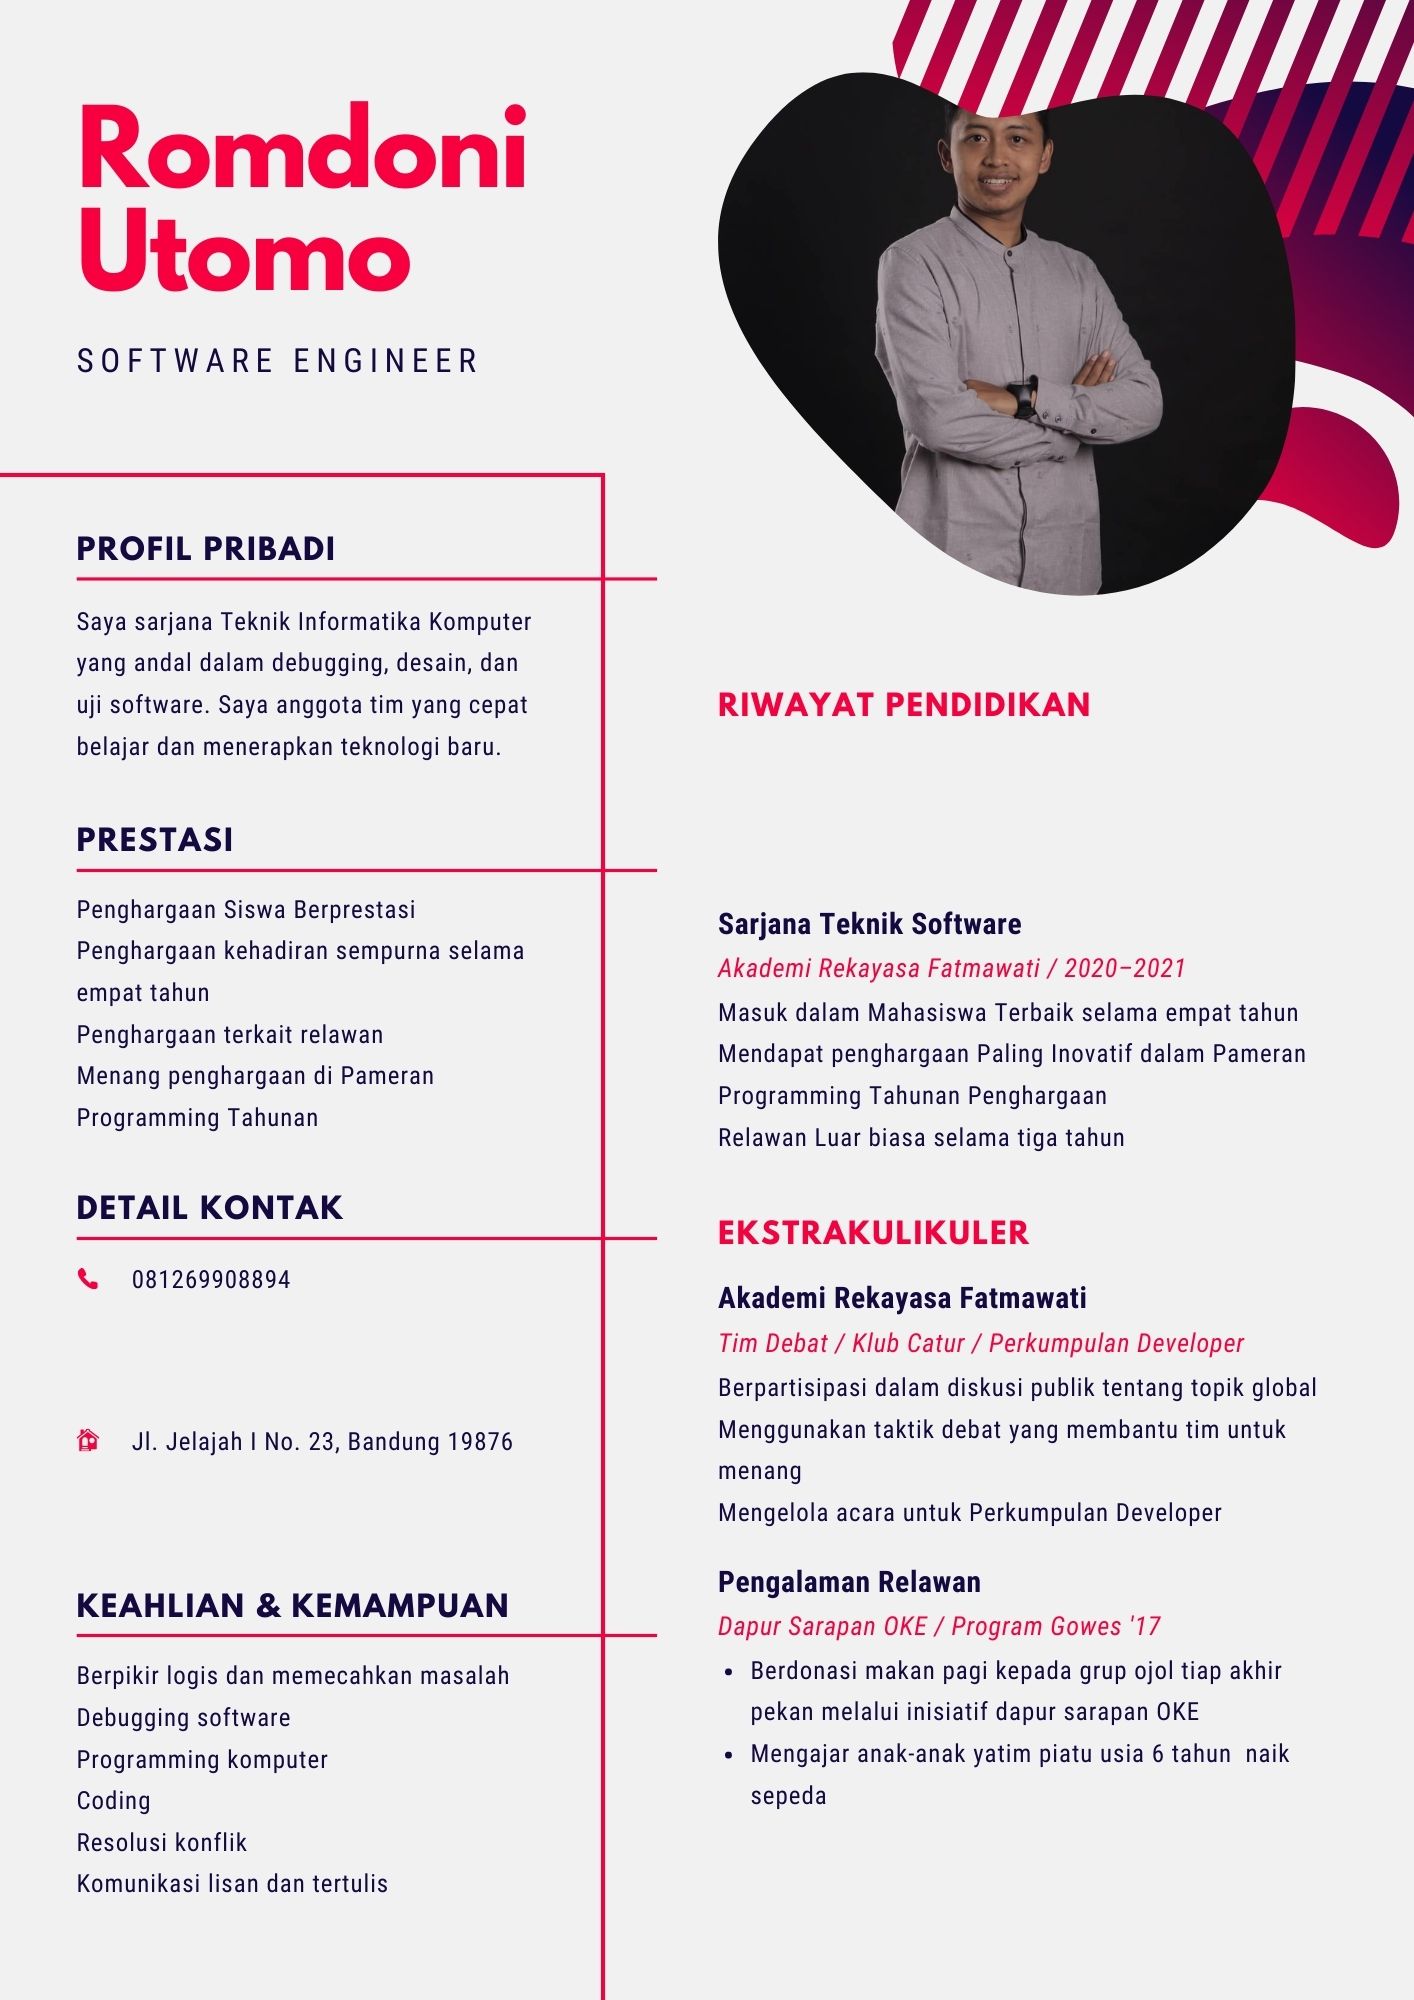 Romdoni
Utomo
SOFTWARE ENGINEER
PROFIL PRIBADI
Saya sarjana Teknik Informatika Komputer
yang andal dalam debugging, desain, dan
uji software. Saya anggota tim yang cepat
belajar dan menerapkan teknologi baru.
PRESTASI
Penghargaan Siswa Berprestasi
Penghargaan kehadiran sempurna selama
empat tahun
Penghargaan terkait relawan
Menang penghargaan di Pameran
Programming Tahunan
DETAIL KONTAK
081269908894
Jl. Jelajah I No. 23, Bandung 19876
KEAHLIAN & KEMAMPUAN
Berpikir logis dan memecahkan masalah
Debugging software
Programming komputer
Coding
Resolusi konflik
Komunikasi lisan dan tertulis
RIWAYAT PENDIDIKAN
Sarjana Teknik Software
Akademi Rekayasa Fatmawati / 2020–2021
Masuk dalam Mahasiswa Terbaik selama empat tahun
Mendapat penghargaan Paling Inovatif dalam Pameran
Programming Tahunan Penghargaan
Relawan Luar biasa selama tiga tahun
EKSTRAKULIKULER
Akademi Rekayasa Fatmawati
Tim Debat / Klub Catur / Perkumpulan Developer
Berpartisipasi dalam diskusi publik tentang topik global
Menggunakan taktik debat yang membantu tim untuk
menang
Mengelola acara untuk Perkumpulan Developer
Pengalaman Relawan
Dapur Sarapan OKE / Program Gowes '17
• Berdonasi makan pagi kepada grup ojol tiap akhir
pekan melalui inisiatif dapur sarapan OKE
• Mengajar anak-anak yatim piatu usia 6 tahun  naik
sepeda